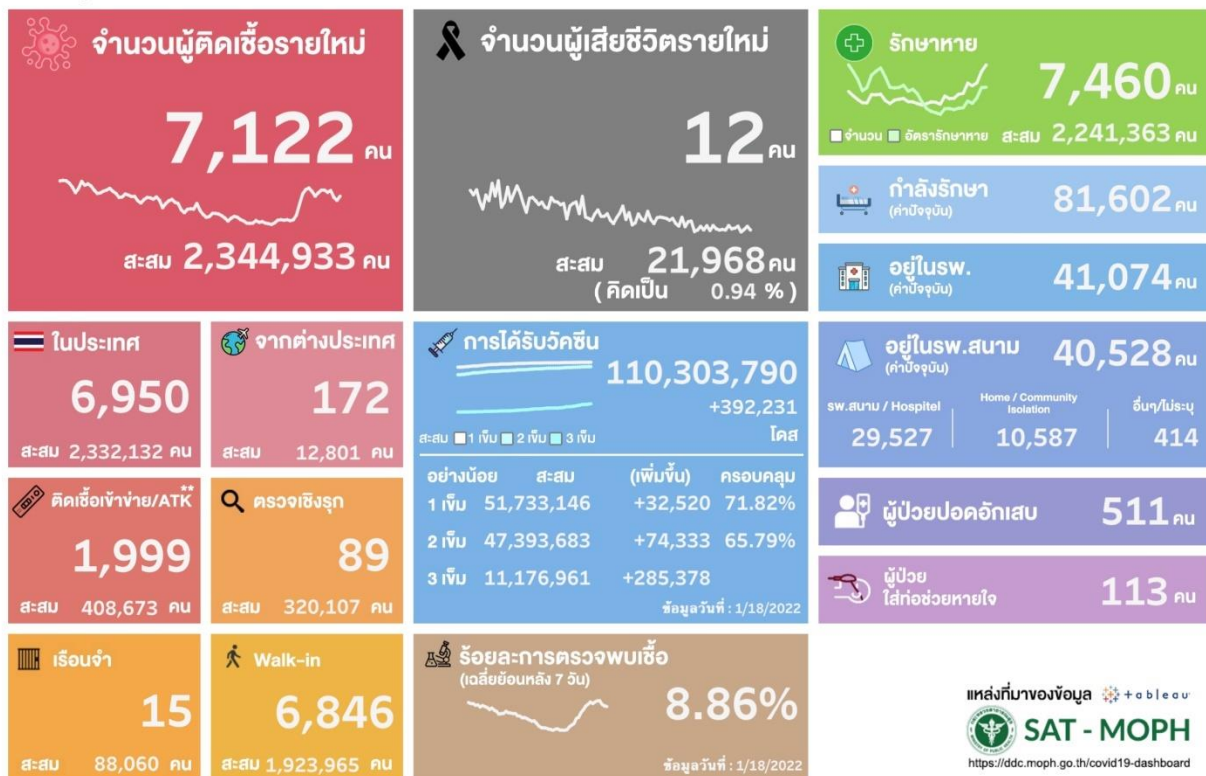 จำนวนผู้ติดเชื้อรายใหม่
7,122 คน
สะสม 2,344,933 คน
จำนวนผู้เสียชีวิตรายใหม่
12 คน
สะสม 21,968 คน
( คิดเป็น 0.94 % )
รักษาหาย
7,460 คน
จำนวน อัตรารักษาหาย สะสม 2,241,363 คน
กำลังรักษา
(ค่าปัจจุบัน)
81,602 คน
อยู่ในรพ.
(ค่าปัจจุบัน)
41,074 คน
ในประเทศ
6,950
สะสม 2,332,132 คน
จากต่างประเทศ
172
สะสม 12,801 คน
การได้รับวัคซีน
110,303,790
+392,231
สะสม 1 เข็ม 2 เข็ม 3 เข็ม โดส
อย่างน้อย สะสม (เพิ่มขึ้น) ครอบคลุม
1 เข็ม 51,733,146 +32,520 71.82%
2 เข็ม 47,393,683 +74,333 65.79%
3 เข็ม 11,176,961 +285,378
ข้อมูลวันที่ : 1/18/2022
อยู่ในรพ.สนาม
(ค่าปัจจุบัน)
40,528 คน
รพ.สนาม / Hospitel
29,527
Home / Community
Isolation
10,587
อื่นๆ/ไม่ระบุ
414
ติดเชื้อเข้าข่าย/ATK**
1,999
สะสม 408,673 คน
ตรวจเชิงรุก
89
สะสม 320,107 คน
ผู้ป่วยปอดอักเสบ
511 คน
ผู้ป่วย
ใส่ท่อช่วยหายใจ
113 คน
เรือนจำ
15
สะสม 88,060 คน
Walk-in
6,846
สะสม 1,923,965 คน
ร้อยละการตรวจพบเชื้อ
(เฉลี่ยย้อนหลัง 7 วัน)
8.86%
ข้อมูลวันที่ : 1/18/2022
แหล่งที่มาของข้อมูล +ableau
SAT - MOPH
https://ddc.moph.go.th/covid19-dashboard